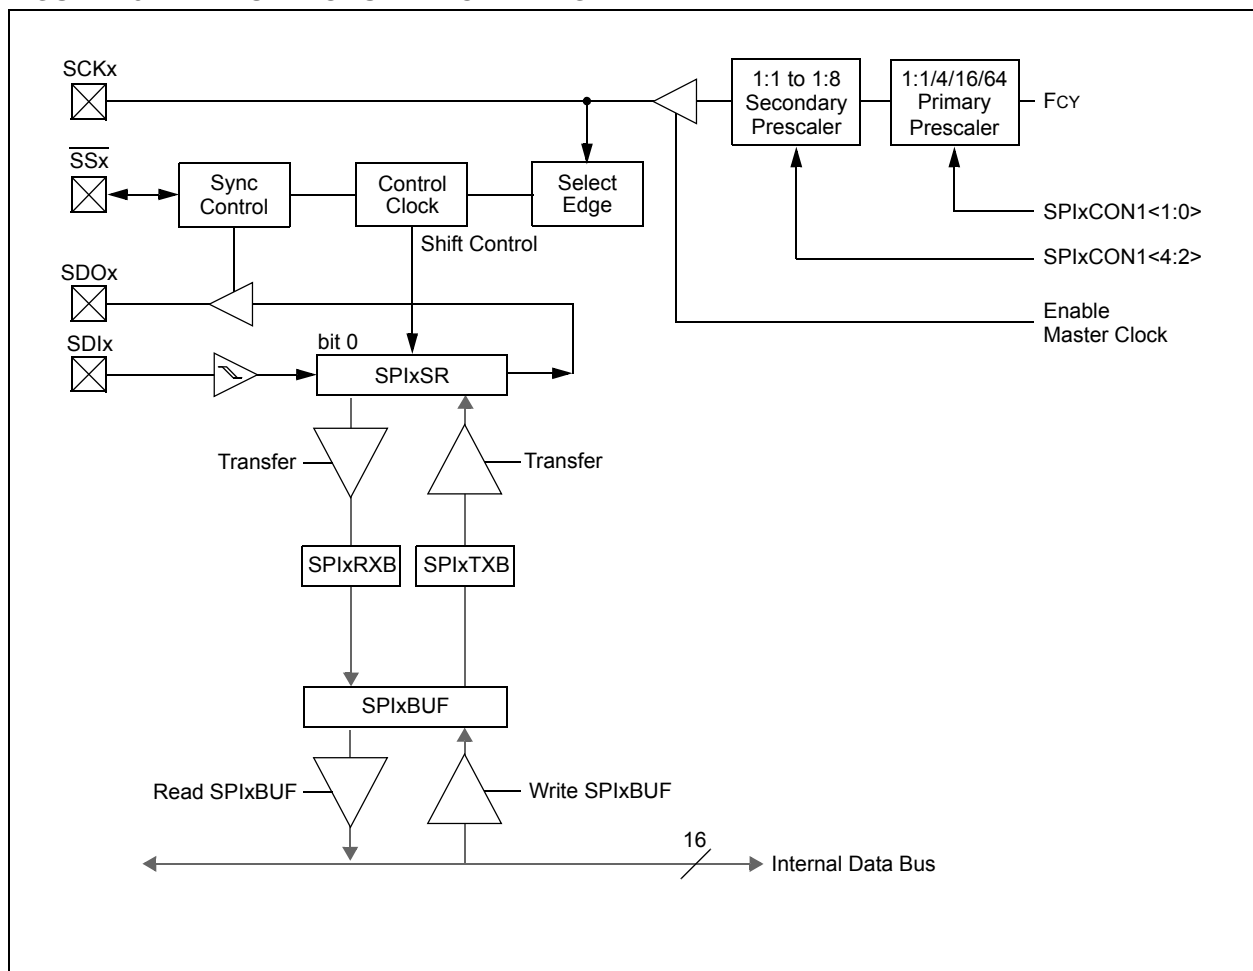 SCKx
1:1 to 1:8
Secondary
Prescaler
1:1/4/16/64
Primary
Prescaler
FCY
SSx
Sync
Control
Control
Clock
Select
Edge
SPIxCON1<1:0>
Shift Control
SPIxCON1<4:2>
SDOx
Enable
Master Clock
SDIx
bit 0
SPIxSR
Transfer
Transfer
SPIxRXB
SPIxTXB
SPIxBUF
Read SPIxBUF
Write SPIxBUF
16
Internal Data Bus